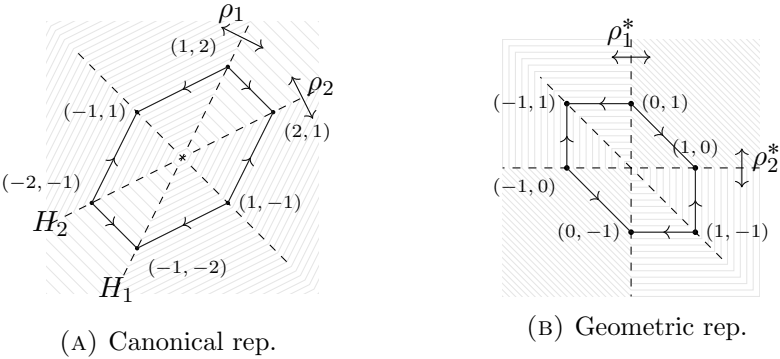 ρ₁
(1, 2)
ρ₂
(−1, 1)
(2, 1)
(−2, −1)
(1, −1)
H₂
(−1, −2)
H₁
(A) Canonical rep.
ρ₁*
(−1, 1)
(0, 1)
(1, 0)
ρ₂*
(−1, 0)
(0, −1)
(1, −1)
(B) Geometric rep.